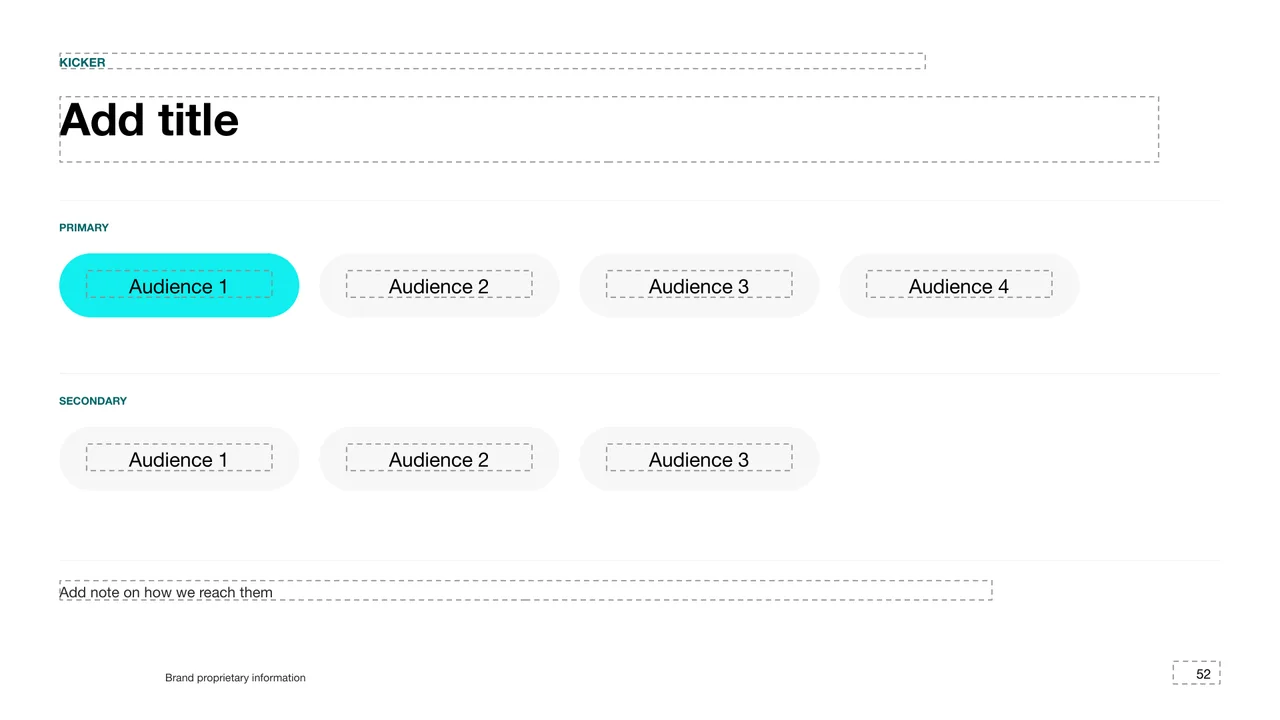 KICKER
Add title
PRIMARY
Audience 1
Audience 2
Audience 3
Audience 4
SECONDARY
Audience 1
Audience 2
Audience 3
Add note on how we reach them
Brand proprietary information
52